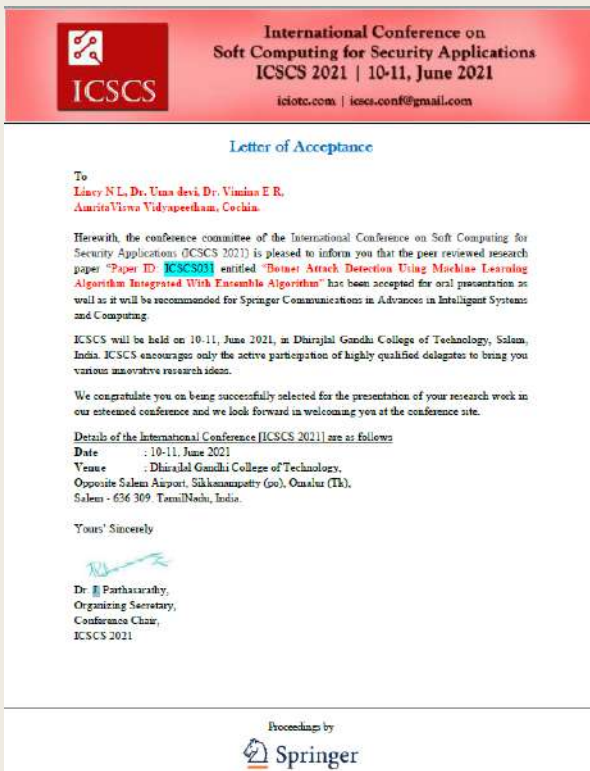 ICSCS
International Conference on
Soft Computing for Security Applications
ICSCS 2021 | 10-11, June 2021
iciotc.com | icscs.conf@gmail.com
Letter of Acceptance
To
Lincy N L, Dr. Uma devi, Dr. Vimina E R,
AmritaViswa Vidyapeetham, Cochin.
Herewith, the conference committee of the International Conference on Soft Computing for
Security Applications (ICSCS 2021) is pleased to inform you that the peer reviewed research
paper “Paper ID: ICSCS031 entitled “Botnet Attack Detection Using Machine Learning
Algorithm Integrated With Ensemble Algorithm” has been accepted for oral presentation as
well as it will be recommended for Springer Communications in Advances in Intelligent Systems
and Computing.
ICSCS will be held on 10-11, June 2021, in Dhirajlal Gandhi College of Technology, Salem,
India. ICSCS encourages only the active participation of highly qualified delegates to bring you
various innovative research ideas.
We congratulate you on being successfully selected for the presentation of your research work in
our esteemed conference and we look forward in welcoming you at the conference site.
Details of the International Conference [ICSCS 2021] are as follows
Date : 10-11, June 2021
Venue : Dhirajlal Gandhi College of Technology,
Opposite Salem Airport, Sikkanampatty (po), Omalur (Tk),
Salem - 636 309. TamilNadu, India.
Yours' Sincerely
Dr. Parthasarathy,
Organizing Secretary,
Conference Chair,
ICSCS 2021
Proceedings by
Springer